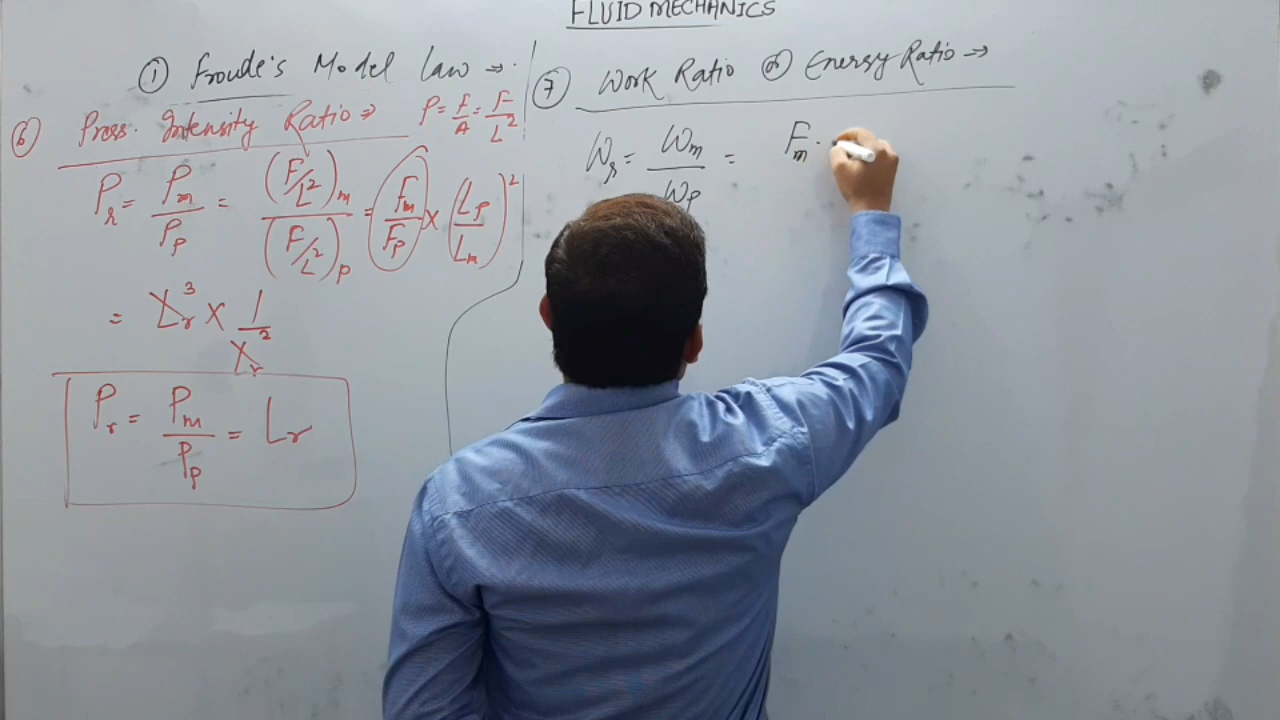 FLUID MECHANICS
① Froude's Model Law →
⑥ Press. Intensity Ratio → P = F/A = F/L²
P_r = P_m/P_p = (F/L²)_m/(F/L²)_p = F_m/F_p × (L_p/L_m)²
= L_r³ × 1/L_r²
P_r = P_m/P_p = L_r
⑦ Work Ratio or Energy Ratio →
W_r = W_m/W_p = F_m ·